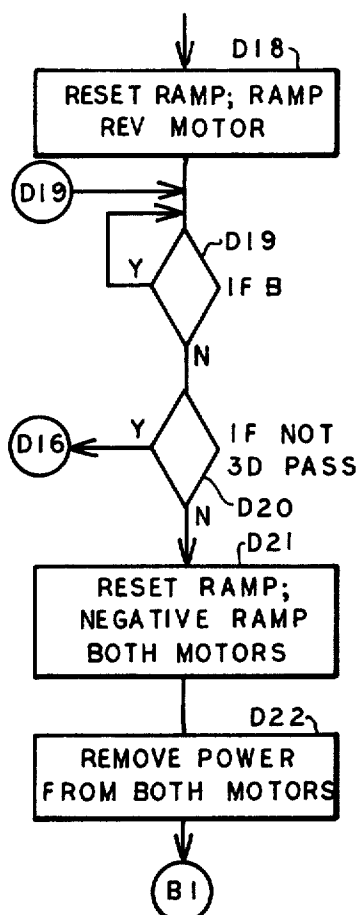 D18
RESET RAMP; RAMP
REV MOTOR
D19
D19
Y
IF B
N
Y
IF NOT
3D PASS
D16
D20
N
D21
RESET RAMP;
NEGATIVE RAMP
BOTH MOTORS
D22
REMOVE POWER
FROM BOTH MOTORS
B1